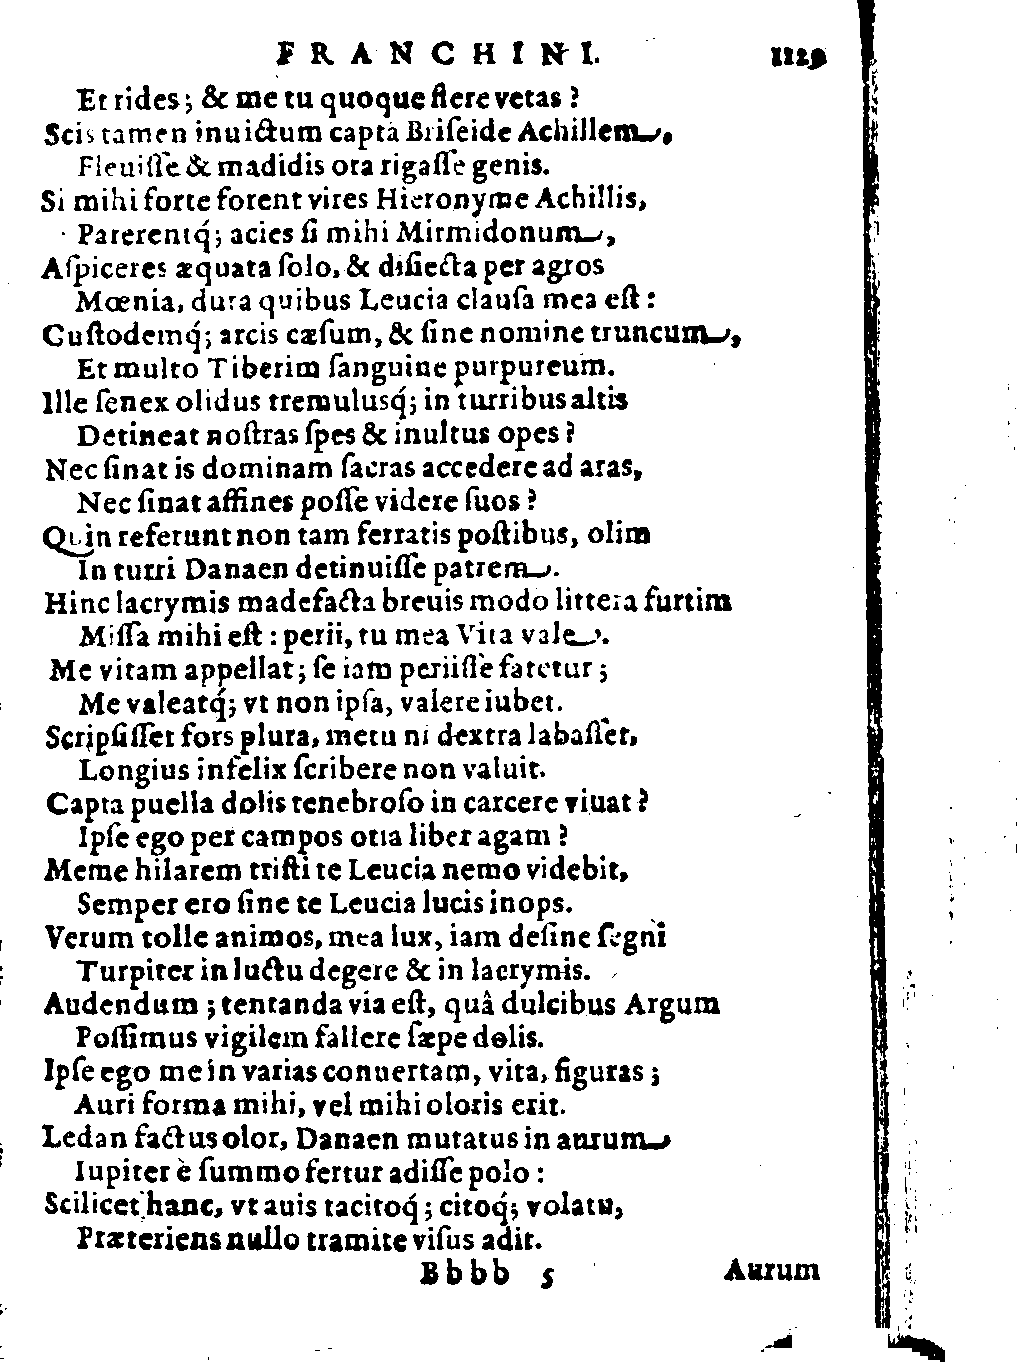 FRANCHINI. 1129
Et rides; & me tu quoque flere vetas?
Scis tamen inuictum captâ Briſeide Achillem,
Fleuiſſe & madidis ora rigaſſe genis.
Si mihi forte forent vires Hieronyme Achillis,
Parerentq́; acies ſi mihi Mirmidonum,
Aſpiceres æquata ſolo, & diſiecta per agros
Mœnia, dura quibus Leucia clauſa mea eſt:
Cuſtodemq́; arcis cæſum, & ſine nomine truncum,
Et multo Tiberim ſanguine purpureum.
Ille ſenex olidus tremulusq́; in turribus altis
Detineat noſtras ſpes & inultus opes?
Nec ſinat is dominam ſacras accedere ad aras,
Nec ſinat affines poſſe videre ſuos?
Quin referunt non tam ferratis poſtibus, olim
In turri Danaen detinuiſſe patrem.
Hinc lacrymis madefacta breuis modo littera furtim
Miſſa mihi eſt: perii, tu mea Vita vale.
Me vitam appellat; ſe iam periiſſe fatetur;
Me valeatq́; vt non ipſa, valere iubet.
Scripſiſſet fors plura, metu ni dextra labaſſet,
Longius infelix ſcribere non valuit.
Capta puella dolis tenebroſo in carcere viuat?
Ipſe ego per campos otia liber agam?
Meme hilarem triſti te Leucia nemo videbit,
Semper ero ſine te Leucia lucis inops.
Verum tolle animos, mea lux, iam deſine ſegni
Turpiter in luctu degere & in lacrymis.
Audendum; tentanda via eſt, quâ dulcibus Argum
Poſſimus vigilem fallere ſæpe dolis.
Ipſe ego me in varias conuertam, vita, figuras;
Auri forma mihi, vel mihi oloris erit.
Ledan factus olor, Danaen mutatus in aurum
Iupiter è ſummo fertur adiſſe polo:
Scilicet hanc, vt auis tacitoq́; citoq́; volatu,
Præteriens nullo tramite viſus adit.
Bbbb 5 Aurum